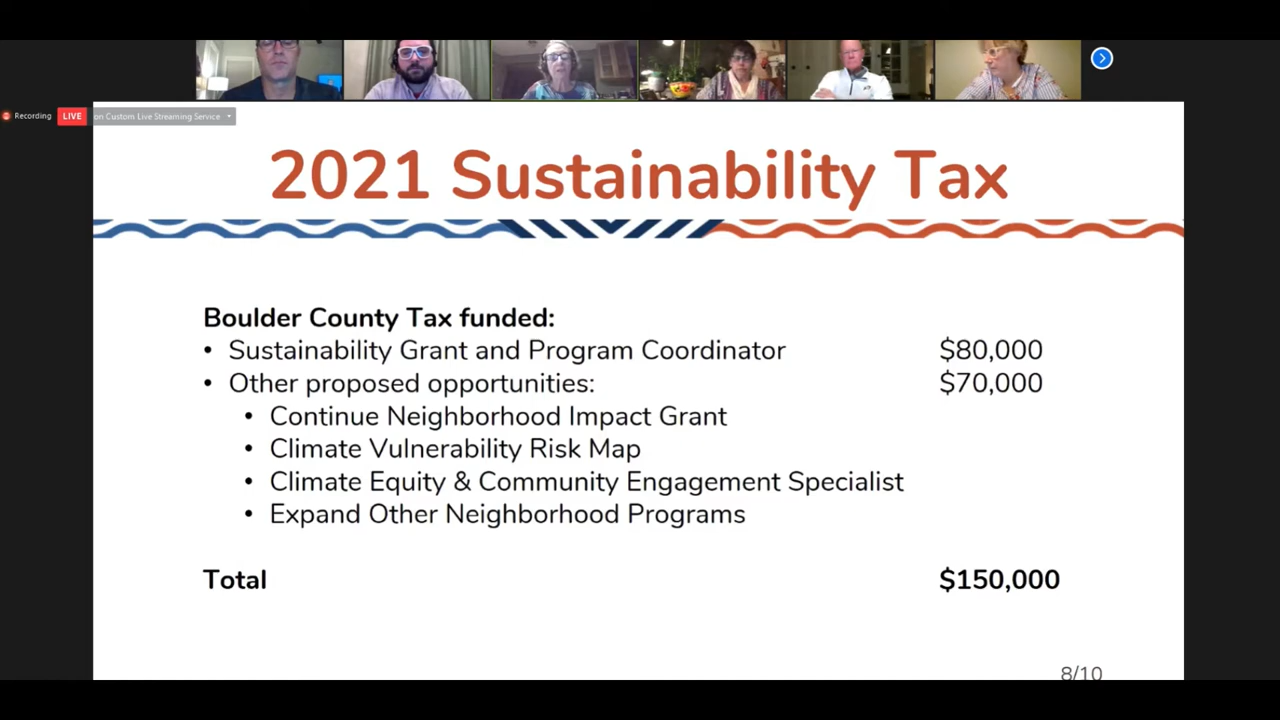 Recording
LIVE
on Custom Live Streaming Service
2021 Sustainability Tax
Boulder County Tax funded:
• Sustainability Grant and Program Coordinator $80,000
• Other proposed opportunities: $70,000
• Continue Neighborhood Impact Grant
• Climate Vulnerability Risk Map
• Climate Equity & Community Engagement Specialist
• Expand Other Neighborhood Programs
Total $150,000
8/10